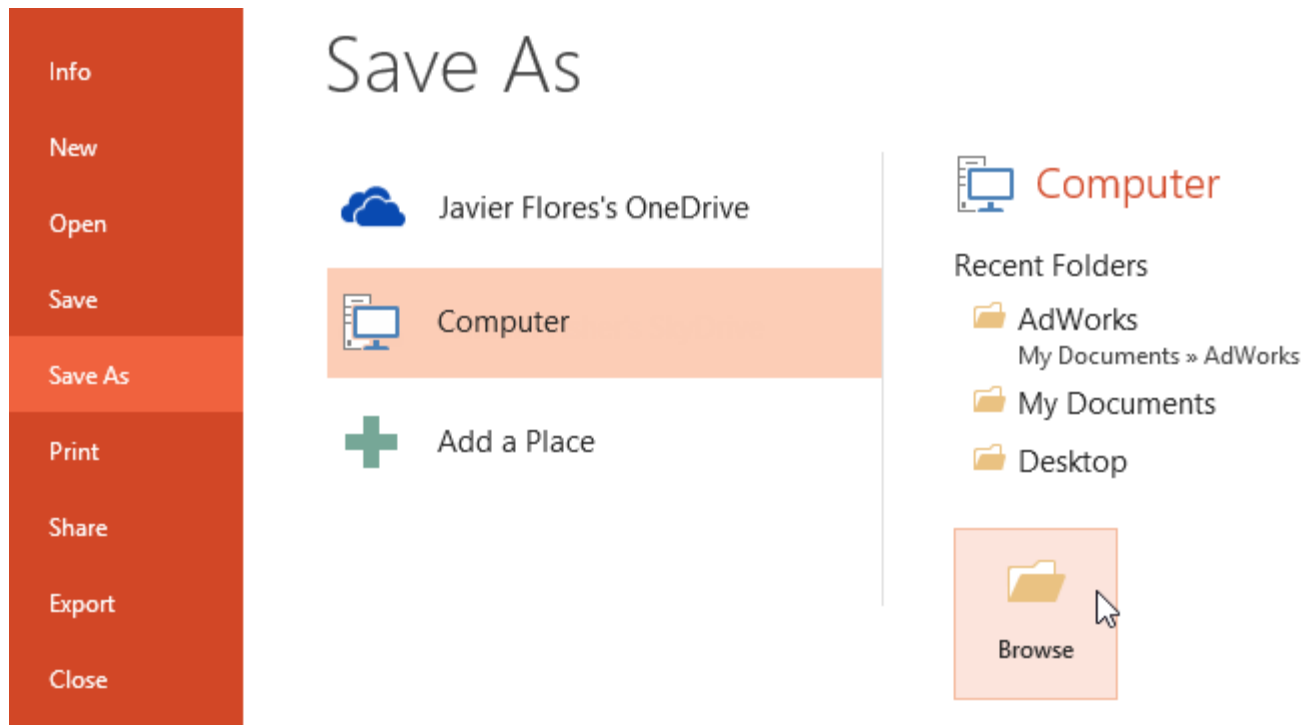 Info
New
Open
Save
Save As
Print
Share
Export
Close
Save As
Javier Flores's OneDrive
Computer
Add a Place
Computer
Recent Folders
AdWorks
My Documents » AdWorks
My Documents
Desktop
Browse